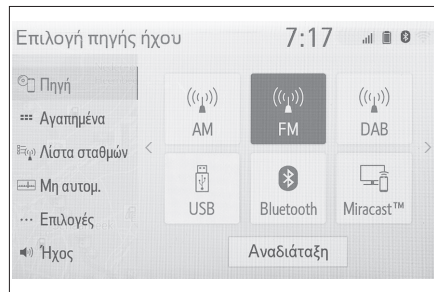 Επιλογή πηγής ήχου 7:17
Πηγή
Αγαπημένα
Λίστα σταθμών
Μη αυτομ.
Επιλογές
Ήχος
AM FM DAB
USB Bluetooth Miracast™
Αναδιάταξη